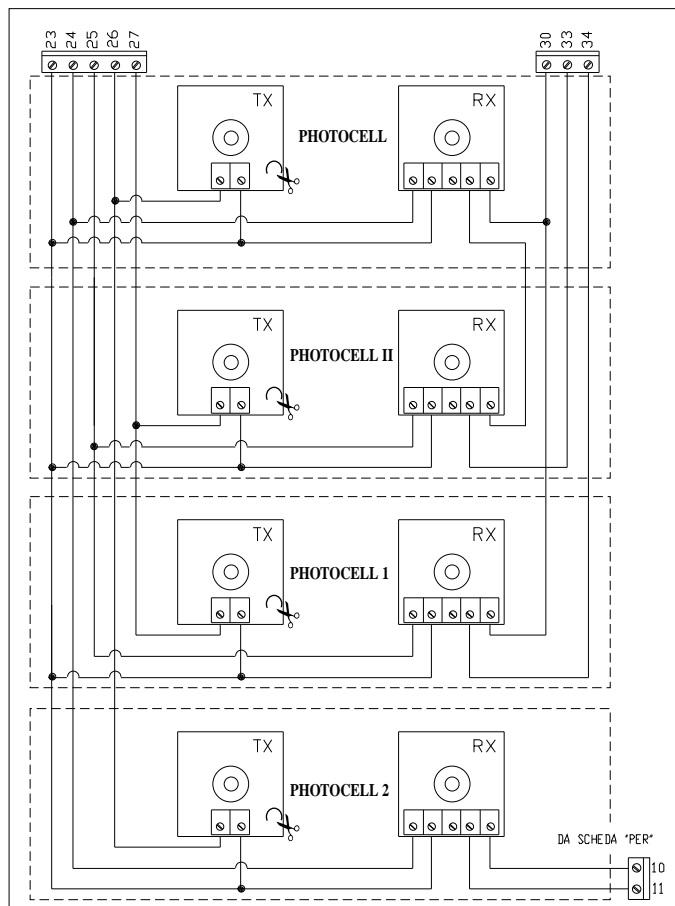 23 24 25 26 27
30 33 34
TX
RX
PHOTOCELL
TX
RX
PHOTOCELL II
TX
RX
PHOTOCELL 1
TX
RX
PHOTOCELL 2
DA SCHEDA "PER"
10
11